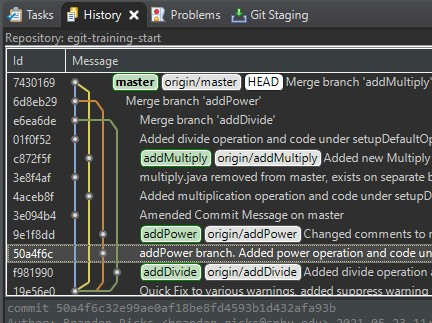 Tasks History Problems Git Staging
Repository: egit-training-start
Id Message
7430169 master origin/master HEAD Merge branch 'addMultiply'
6d8eb29 Merge branch 'addPower'
e6ea6de Merge branch 'addDivide'
01f0f52 Added divide operation and code under setupDefaultOp
c872f5f addMultiply origin/addMultiply Added new Multiply
3e8f4af multiply.java removed from master, exists on separate b
4aceb8f Added multiplication operation and code under setupD
3e094b4 Amended Commit Message on master
9e1f8dd addPower origin/addPower Changed comments to r
50a4f6c addPower branch. Added power operation and code un
f981990 addDivide origin/addDivide Added divide operation a
19e56e0 Quick Fix to various warnings, added suppress warning
commit 50a4f6c32e99ae0af18be8fd4593b1d432afa93b